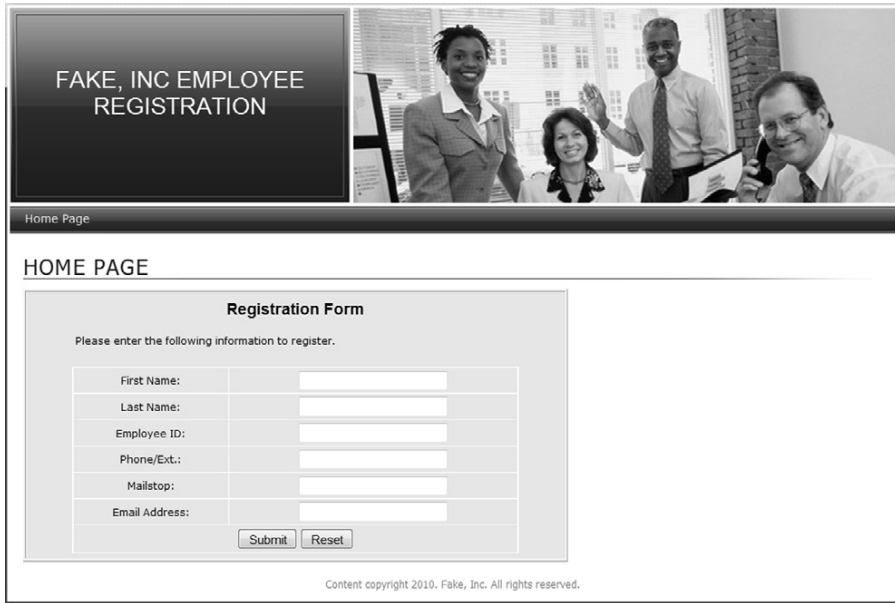 FAKE, INC EMPLOYEE
REGISTRATION
Home Page
HOME PAGE
Registration Form
Please enter the following information to register.
First Name:
Last Name:
Employee ID:
Phone/Ext.:
Mailstop:
Email Address:
Submit Reset
Content copyright 2010. Fake, Inc. All rights reserved.